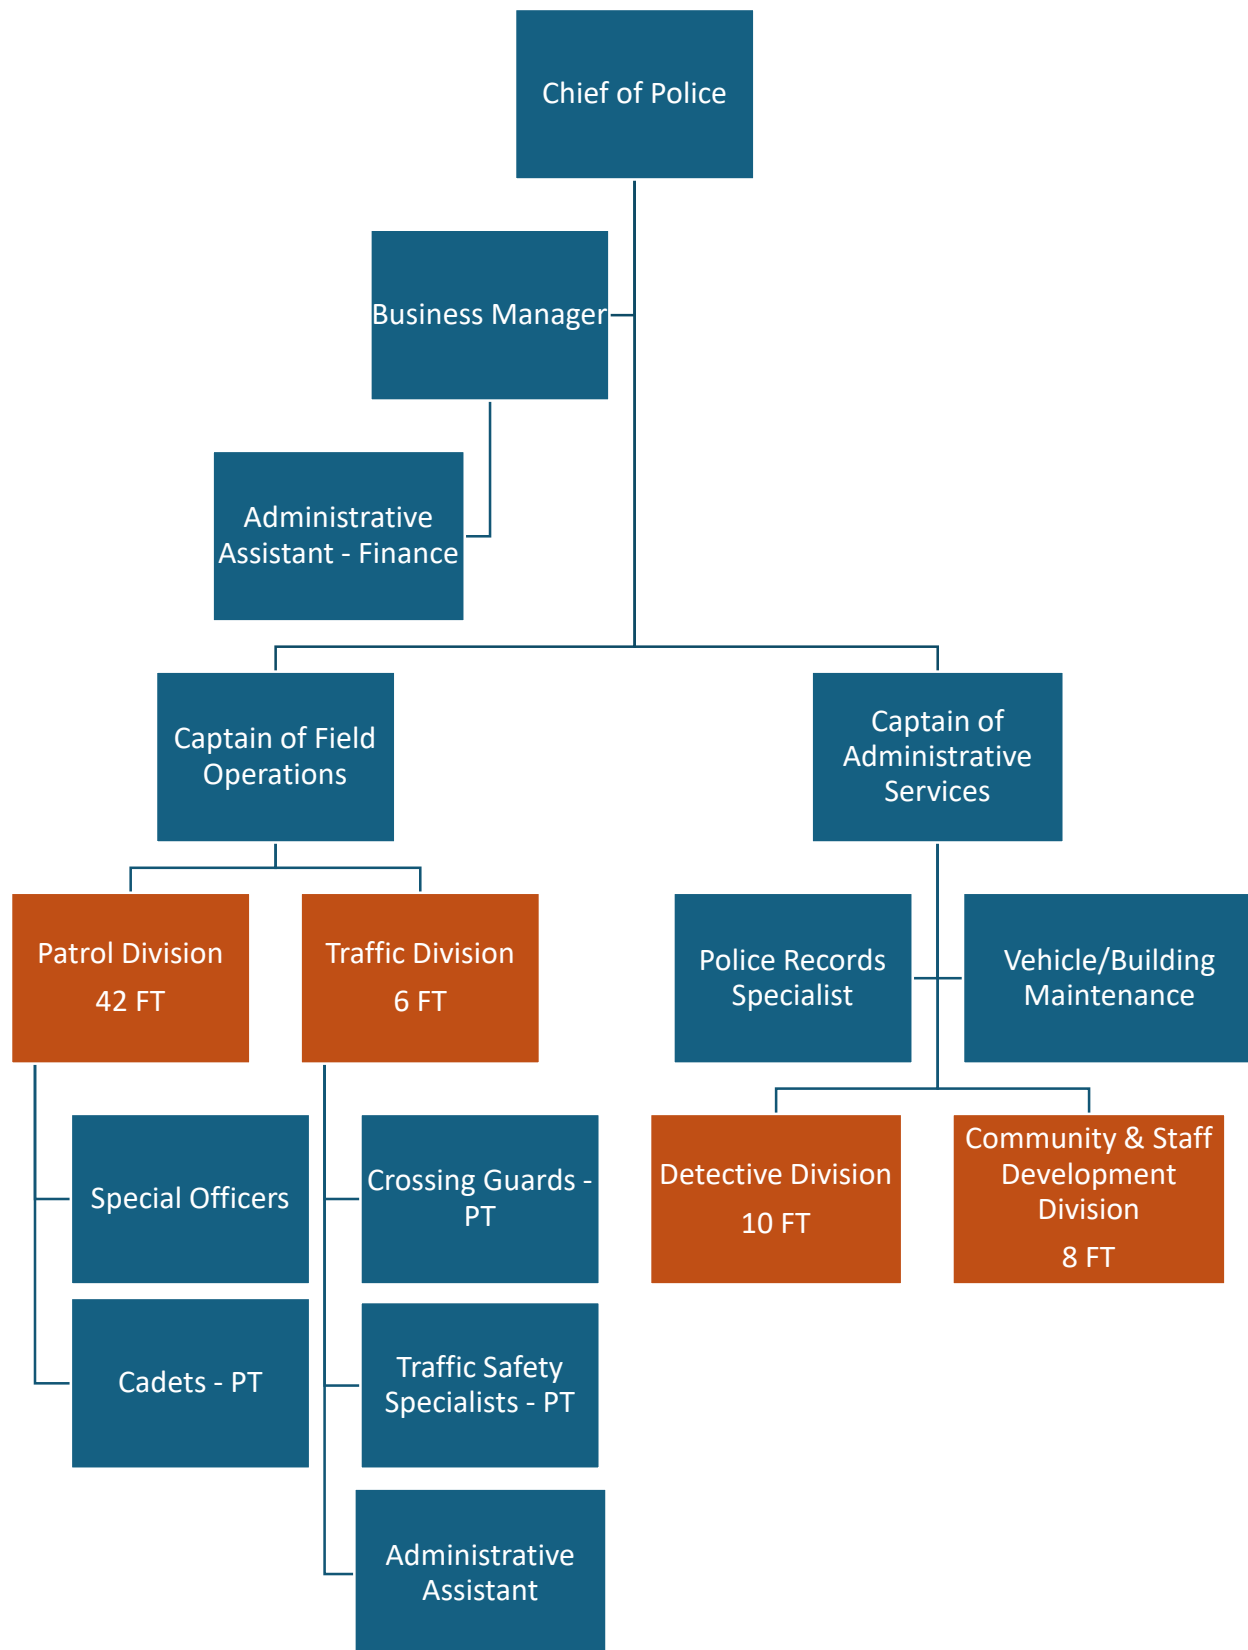 Chief of Police
Business Manager
Administrative
Assistant - Finance
Captain of Field
Operations
Captain of
Administrative
Services
Patrol Division
42 FT
Traffic Division
6 FT
Police Records
Specialist
Vehicle/Building
Maintenance
Special Officers
Crossing Guards -
PT
Detective Division
10 FT
Community & Staff
Development
Division
8 FT
Cadets - PT
Traffic Safety
Specialists - PT
Administrative
Assistant